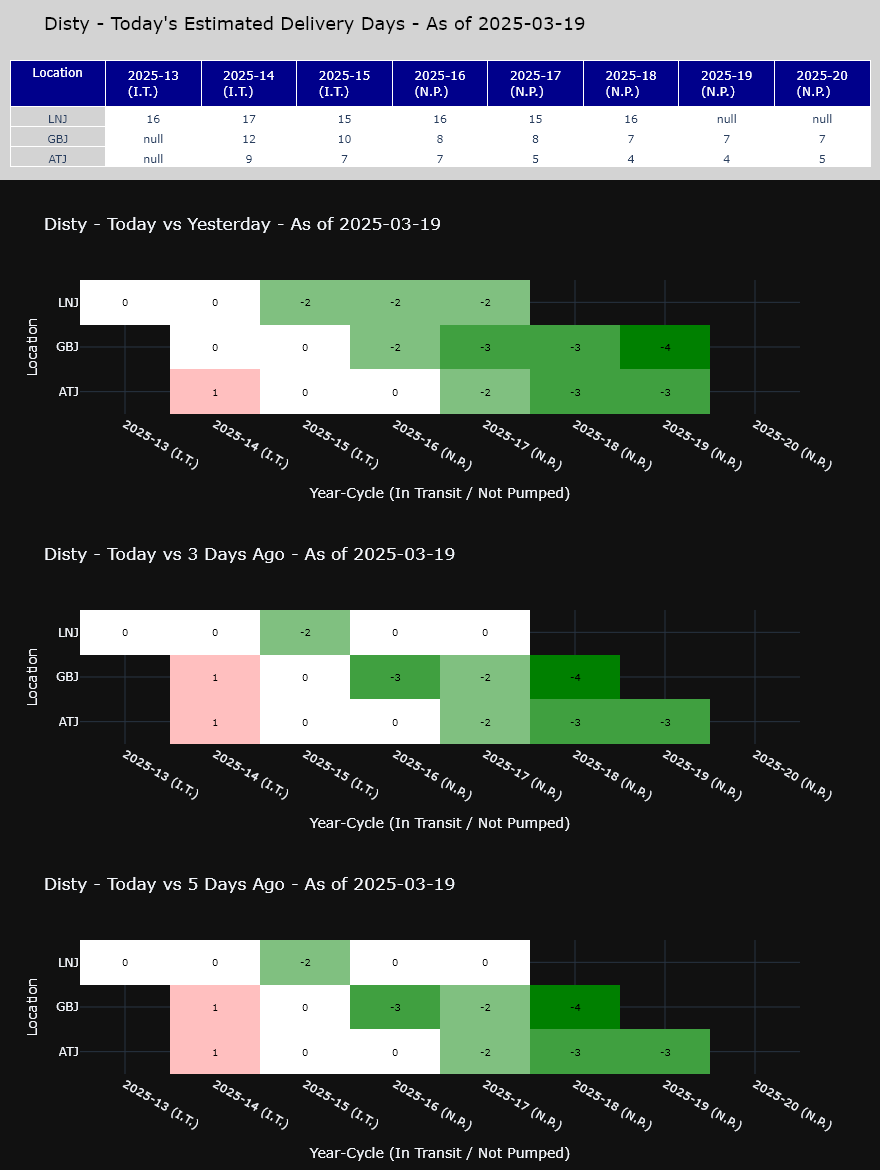 Disty - Today's Estimated Delivery Days - As of 2025-03-19
Location 2025-13 (I.T.) 2025-14 (I.T.) 2025-15 (I.T.) 2025-16 (N.P.) 2025-17 (N.P.) 2025-18 (N.P.) 2025-19 (N.P.) 2025-20 (N.P.)
LNJ 16 17 15 16 15 16 null null
GBJ null 12 10 8 8 7 7 7
ATJ null 9 7 7 5 4 4 5
Disty - Today vs Yesterday - As of 2025-03-19
Location
LNJ 0 0 -2 -2 -2
GBJ 0 0 -2 -3 -3 -4
ATJ 1 0 0 -2 -3 -3
2025-13 (I.T.) 2025-14 (I.T.) 2025-15 (I.T.) 2025-16 (N.P.) 2025-17 (N.P.) 2025-18 (N.P.) 2025-19 (N.P.) 2025-20 (N.P.)
Year-Cycle (In Transit / Not Pumped)
Disty - Today vs 3 Days Ago - As of 2025-03-19
Location
LNJ 0 0 -2 0 0
GBJ 1 0 -3 -2 -4
ATJ 1 0 0 -2 -3 -3
2025-13 (I.T.) 2025-14 (I.T.) 2025-15 (I.T.) 2025-16 (N.P.) 2025-17 (N.P.) 2025-18 (N.P.) 2025-19 (N.P.) 2025-20 (N.P.)
Year-Cycle (In Transit / Not Pumped)
Disty - Today vs 5 Days Ago - As of 2025-03-19
Location
LNJ 0 0 -2 0 0
GBJ 1 0 -3 -2 -4
ATJ 1 0 0 -2 -3 -3
2025-13 (I.T.) 2025-14 (I.T.) 2025-15 (I.T.) 2025-16 (N.P.) 2025-17 (N.P.) 2025-18 (N.P.) 2025-19 (N.P.) 2025-20 (N.P.)
Year-Cycle (In Transit / Not Pumped)